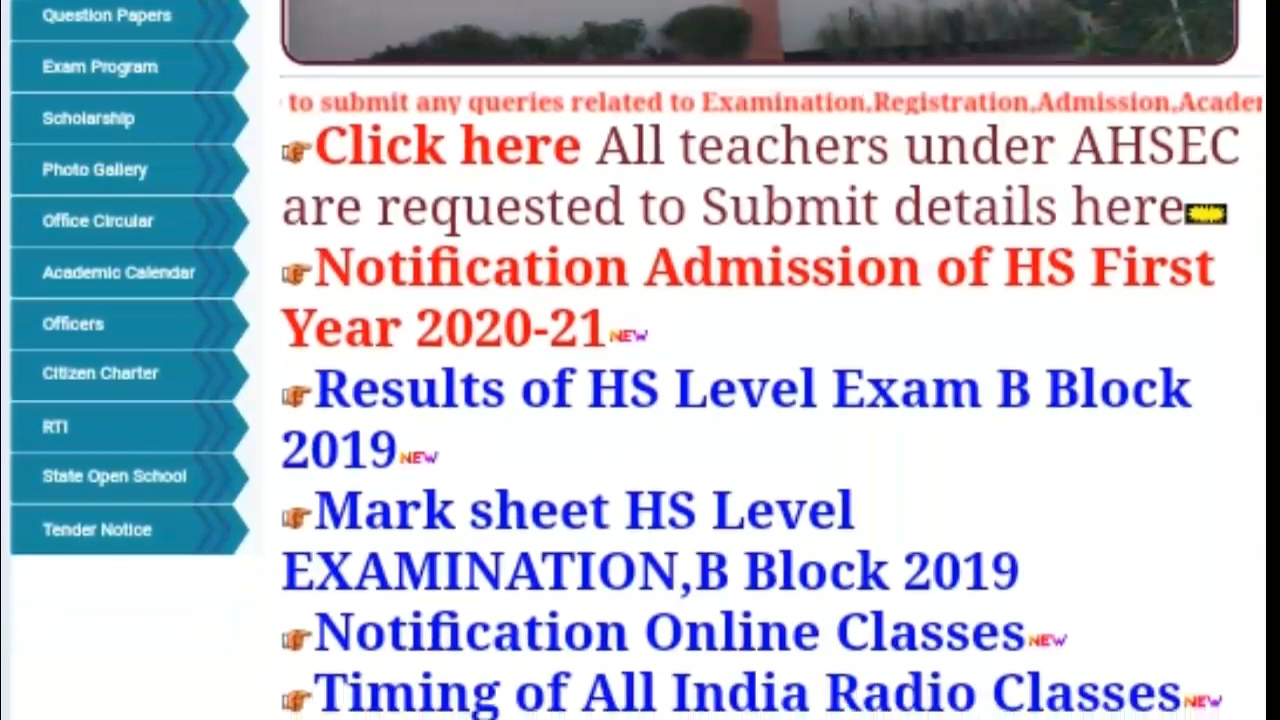 Question Papers
Exam Program
Scholarship
Photo Gallery
Office Circular
Academic Calendar
Officers
Citizen Charter
RTI
State Open School
Tender Notice
to submit any queries related to Examination,Registration,Admission,
Click here All teachers under AHSEC
are requested to Submit details here
Notification Admission of HS First
Year 2020-21 NEW
Results of HS Level Exam B Block
2019 NEW
Mark sheet HS Level
EXAMINATION,B Block 2019
Notification Online Classes NEW
Timing of All India Radio Classes NEW